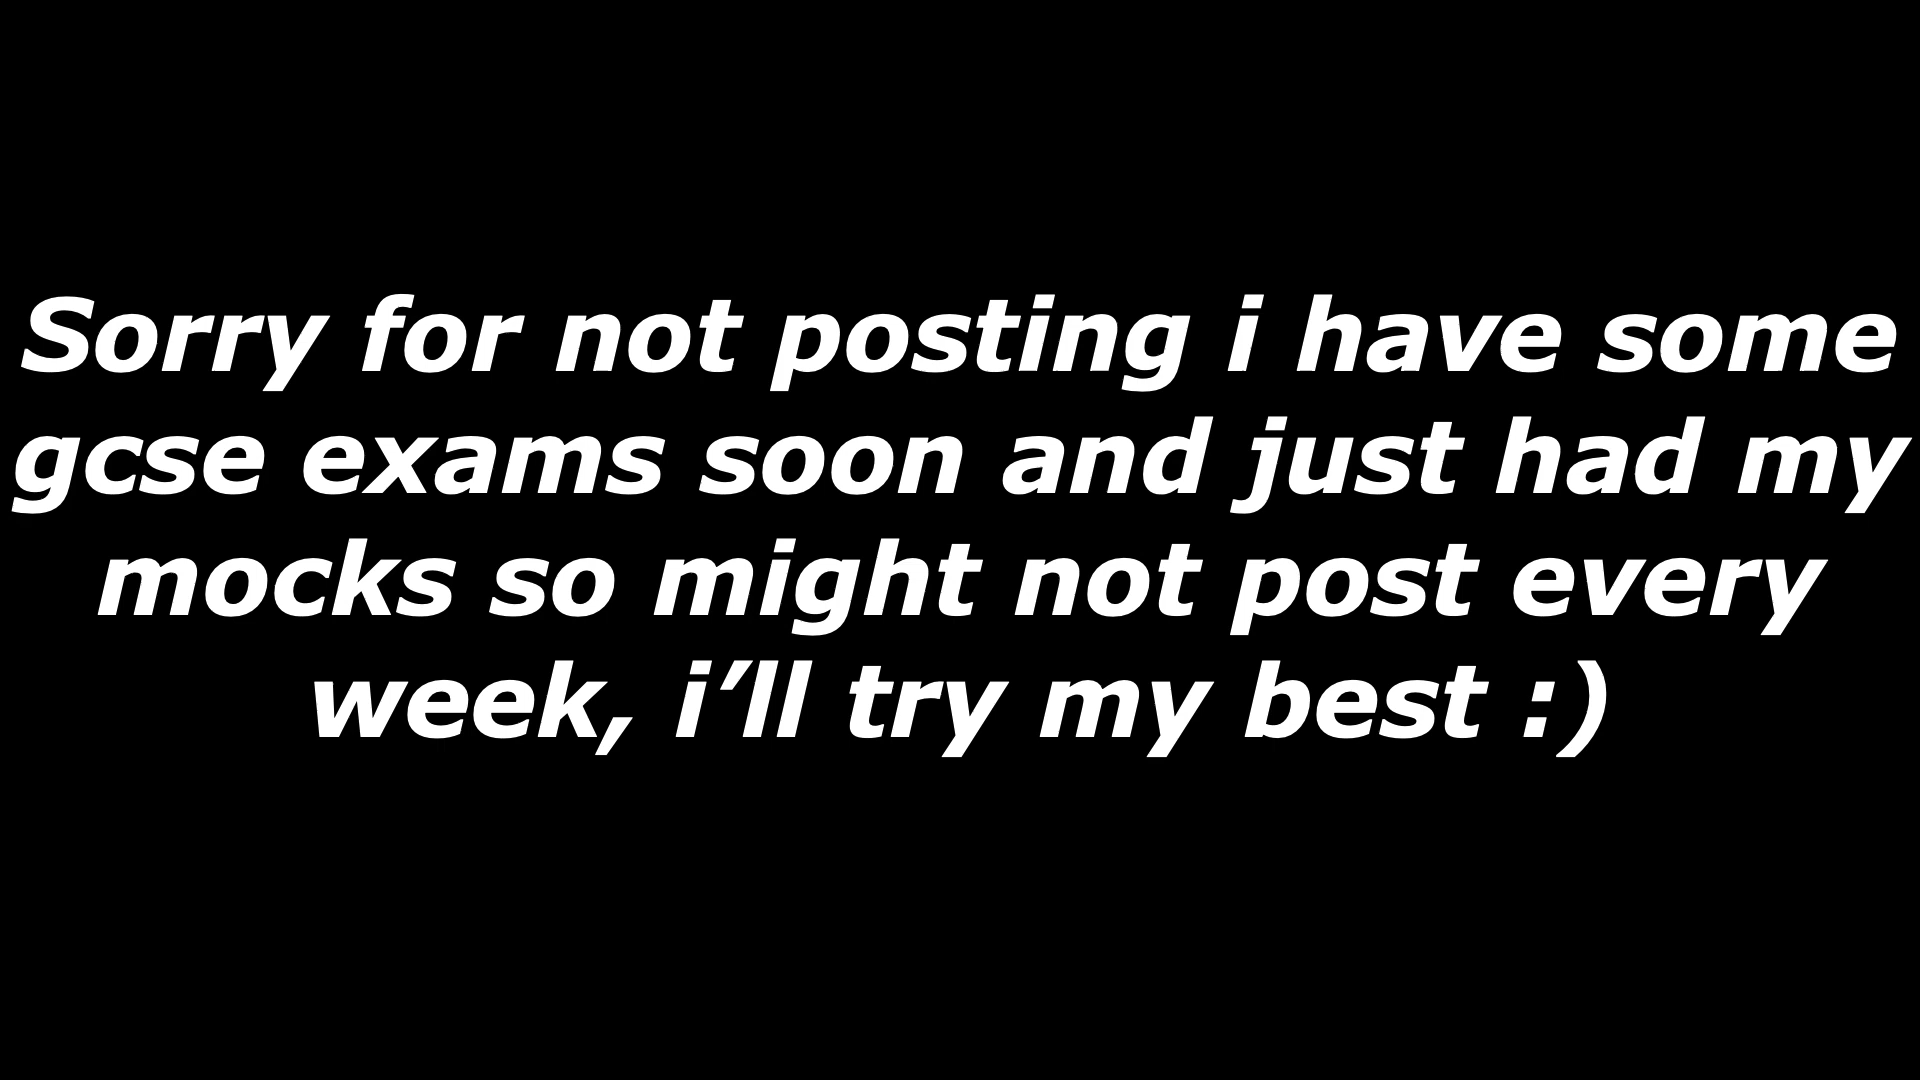 Sorry for not posting i have some
gcse exams soon and just had my
mocks so might not post every
week, i’ll try my best :)